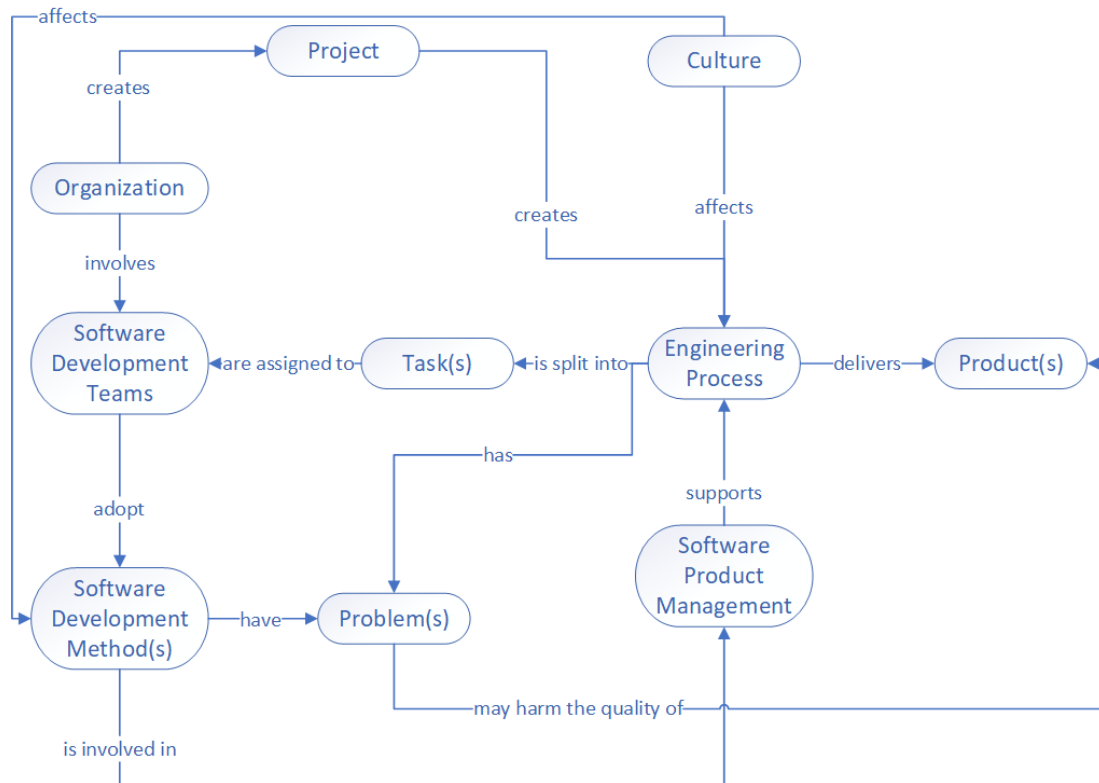 affects
Project
Culture
creates
Organization
creates
affects
involves
Software
Development
Teams
are assigned to
Task(s)
is split into
Engineering
Process
delivers
Product(s)
has
adopt
supports
Software
Development
Method(s)
have
Problem(s)
Software
Product
Management
may harm the quality of
is involved in